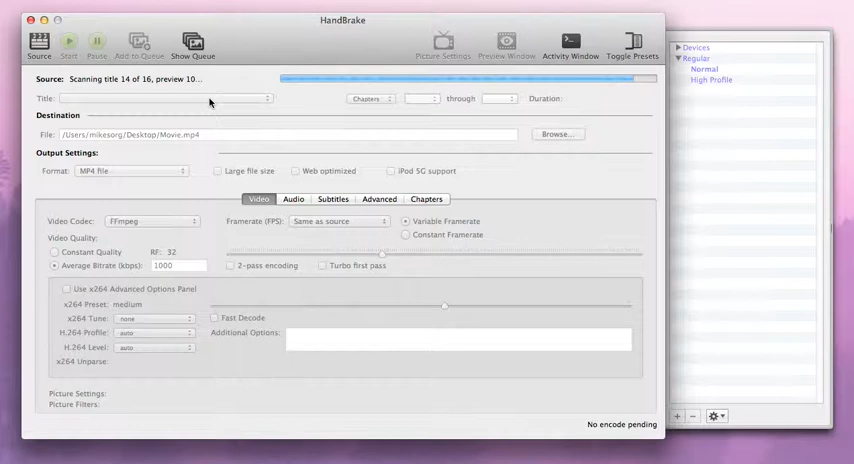 HandBrake
Source Start Pause Add to Queue Show Queue Picture Settings Preview Window Activity Window Toggle Presets
Source: Scanning title 14 of 16, preview 10...
Title: Chapters through Duration:
Destination
File: /Users/mikesorg/Desktop/Movie.mp4 Browse...
Output Settings:
Format: MP4 file Large file size Web optimized iPod 5G support
Video Audio Subtitles Advanced Chapters
Video Codec: FFmpeg Framerate (FPS): Same as source Variable Framerate
Constant Framerate
Video Quality:
Constant Quality RF: 32
Average Bitrate (kbps): 1000 2-pass encoding Turbo first pass
Use x264 Advanced Options Panel
x264 Preset: medium
x264 Tune: none Fast Decode
H.264 Profile: auto Additional Options:
H.264 Level: auto
x264 Unparse:
Picture Settings:
Picture Filters:
No encode pending
Devices
Regular
Normal
High Profile